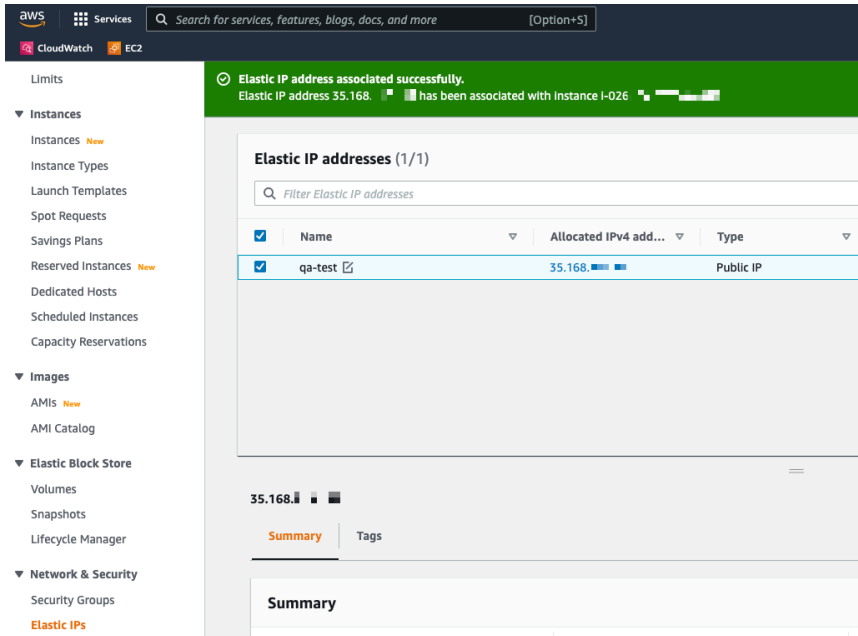 aws Services Search for services, features, blogs, docs, and more [Option+S]
CloudWatch EC2
Limits
Instances
Instances New
Instance Types
Launch Templates
Spot Requests
Savings Plans
Reserved Instances New
Dedicated Hosts
Scheduled Instances
Capacity Reservations
Images
AMIs New
AMI Catalog
Elastic Block Store
Volumes
Snapshots
Lifecycle Manager
Network & Security
Security Groups
Elastic IPs
Elastic IP address associated successfully.
Elastic IP address 35.168. has been associated with instance i-026
Elastic IP addresses (1/1)
Filter Elastic IP addresses
Name Allocated IPv4 add... Type
qa-test 35.168. Public IP
35.168.
Summary Tags
Summary